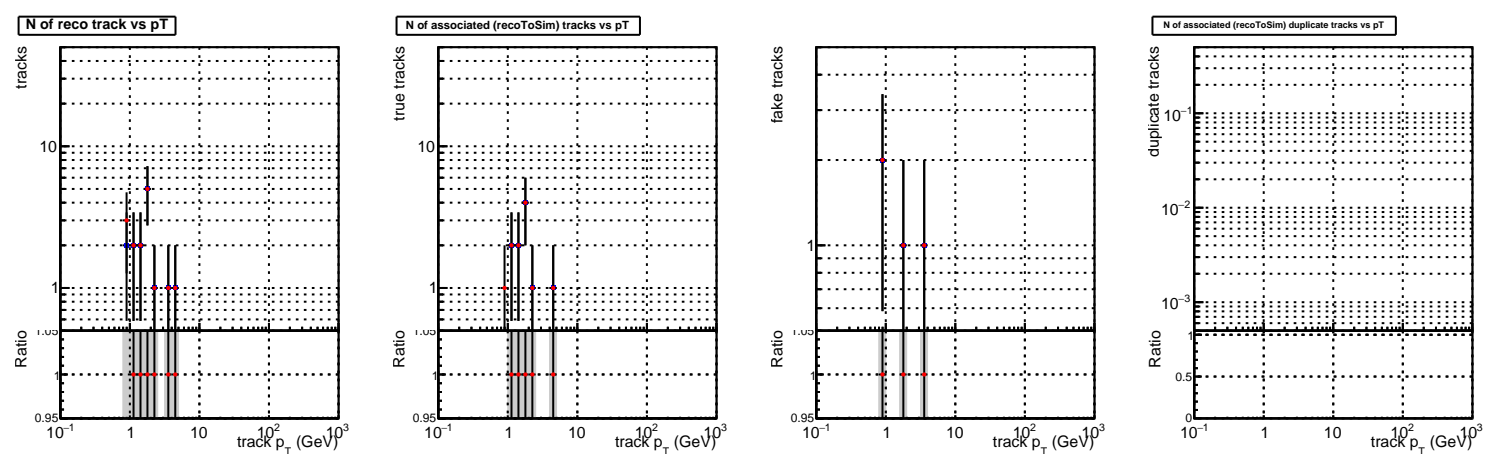 N of reco track vs pT
tracks
10
1
Ratio
1.05
1
0.95
10⁻¹ 1 10 10² 10³
track p_T (GeV)
N of associated (recoToSim) tracks vs pT
true tracks
10
1
Ratio
1.05
1
0.95
10⁻¹ 1 10 10² 10³
track p_T (GeV)
fake tracks
1
Ratio
1.05
1
0.95
10⁻¹ 1 10 10² 10³
track p_T (GeV)
N of associated (recoToSim) duplicate tracks vs pT
duplicate tracks
10⁻¹
10⁻²
10⁻³
Ratio
1
0.5
0
10⁻¹ 1 10 10² 10³
track p_T (GeV)